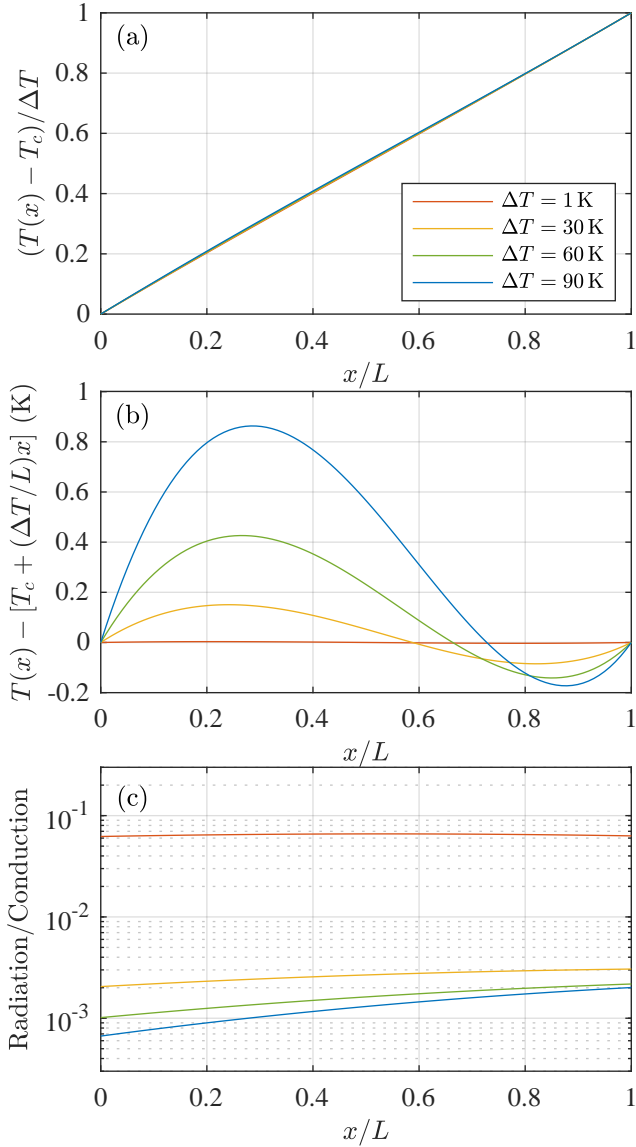 (a)
(T(x) − T_c)/ΔT
1
0.8
0.6
0.4
0.2
0
ΔT = 1 K
ΔT = 30 K
ΔT = 60 K
ΔT = 90 K
0 0.2 0.4 0.6 0.8 1
x/L
(b)
T(x) − [T_c + (ΔT/L)x] (K)
1
0.8
0.6
0.4
0.2
0
-0.2
0 0.2 0.4 0.6 0.8 1
x/L
(c)
Radiation/Conduction
10^-1
10^-2
10^-3
0 0.2 0.4 0.6 0.8 1
x/L